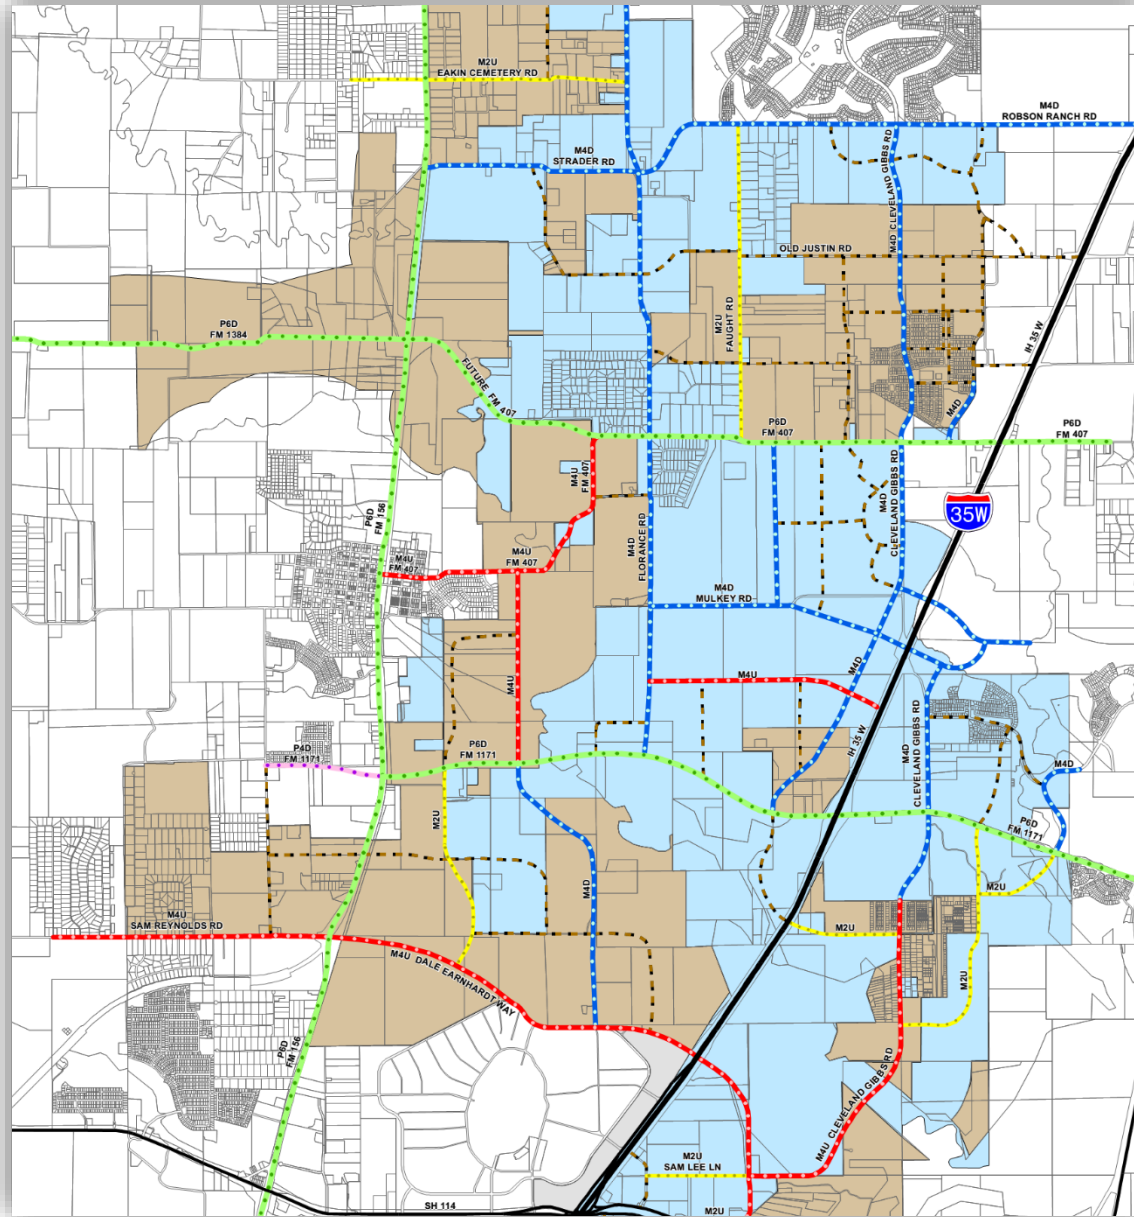 M2U
EAKIN CEMETERY RD
M4D
ROBSON RANCH RD
M4D
STRADER RD
M4D CLEVELAND GIBBS RD
OLD JUSTIN RD
P6D
FM 1384
M2U
FAUGHT RD
IH 35 W
FUTURE FM 407
M4D
P6D
FM 407
P6D
FM 407
M4U
FM 407
P6D
FM 156
M4D
CLEVELAND GIBBS RD
35W
M4D
FLORANCE RD
M4U
FM 407
M4U
FM 407
M4D
MULKEY RD
M4U
M4U
M4D
P6D
FM 1171
P4D
FM 1171
IH 35 W
M4D
CLEVELAND GIBBS RD
M4D
M2U
P6D
FM 1171
M4D
M2U
M4U
SAM REYNOLDS RD
M2U
M4U DALE EARNHARDT WAY
M2U
P6D
FM 156
M4U CLEVELAND GIBBS RD
M2U
SAM LEE LN
SH 114
M2U